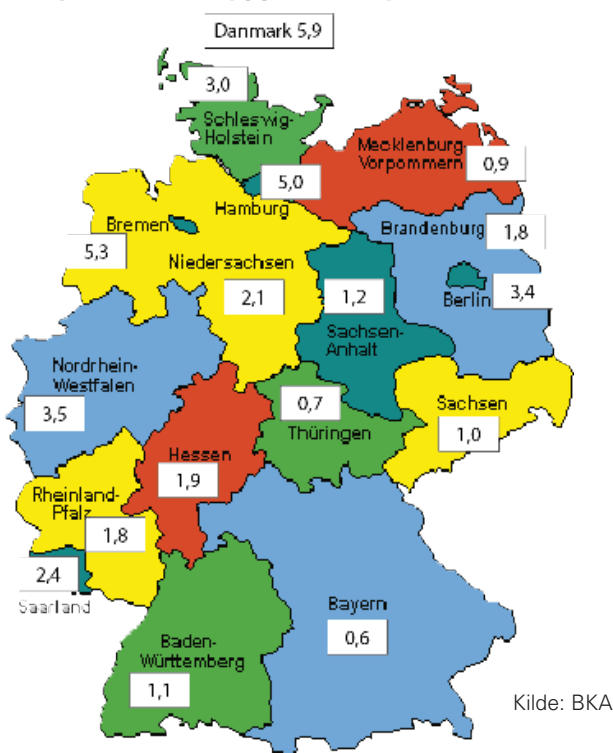 Danmark 5,9
3,0
Schleswig-
Holstein
Mecklenburg-
Vorpommern
0,9
5,0
Hamburg
Bremen
5,3
Brandenburg
1,8
Niedersachsen
2,1
1,2
Berlin
3,4
Sachsen-
Anhalt
Nordrhein-
Westfalen
3,5
0,7
Thüringen
Sachsen
1,0
Hessen
1,9
Rheinland-
Pfalz
1,8
2,4
Saarland
Bayern
0,6
Baden-
Württemberg
1,1
Kilde: BKA